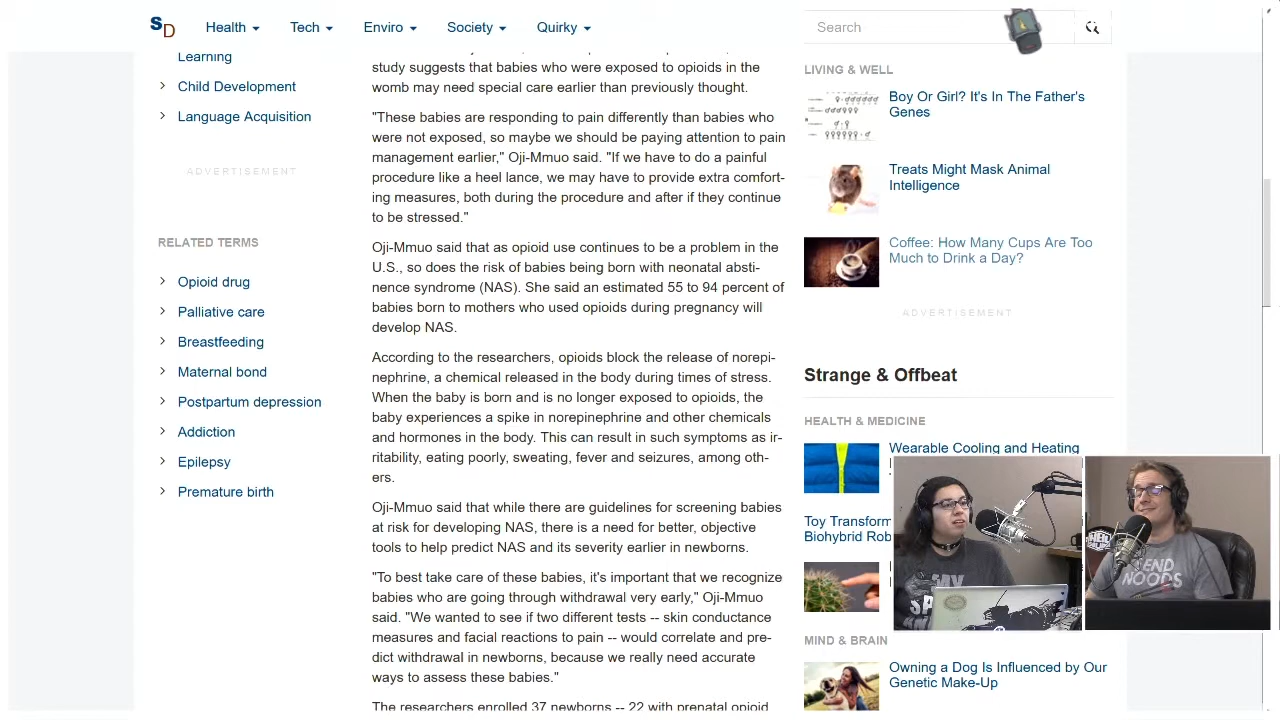 SD
Health
Tech
Enviro
Society
Quirky
Search
Learning
Child Development
Language Acquisition
ADVERTISEMENT
RELATED TERMS
Opioid drug
Palliative care
Breastfeeding
Maternal bond
Postpartum depression
Addiction
Epilepsy
Premature birth
study suggests that babies who were exposed to opioids in the
womb may need special care earlier than previously thought.
"These babies are responding to pain differently than babies who
were not exposed, so maybe we should be paying attention to pain
management earlier," Oji-Mmuo said. "If we have to do a painful
procedure like a heel lance, we may have to provide extra comfort-
ing measures, both during the procedure and after if they continue
to be stressed."
Oji-Mmuo said that as opioid use continues to be a problem in the
U.S., so does the risk of babies being born with neonatal absti-
nence syndrome (NAS). She said an estimated 55 to 94 percent of
babies born to mothers who used opioids during pregnancy will
develop NAS.
According to the researchers, opioids block the release of norepi-
nephrine, a chemical released in the body during times of stress.
When the baby is born and is no longer exposed to opioids, the
baby experiences a spike in norepinephrine and other chemicals
and hormones in the body. This can result in such symptoms as ir-
ritability, eating poorly, sweating, fever and seizures, among oth-
ers.
Oji-Mmuo said that while there are guidelines for screening babies
at risk for developing NAS, there is a need for better, objective
tools to help predict NAS and its severity earlier in newborns.
"To best take care of these babies, it's important that we recognize
babies who are going through withdrawal very early," Oji-Mmuo
said. "We wanted to see if two different tests -- skin conductance
measures and facial reactions to pain -- would correlate and pre-
dict withdrawal in newborns, because we really need accurate
ways to assess these babies."
The researchers enrolled 37 newborns -- 22 with prenatal opioid
LIVING & WELL
Boy Or Girl? It's In The Father's
Genes
Treats Might Mask Animal
Intelligence
Coffee: How Many Cups Are Too
Much to Drink a Day?
ADVERTISEMENT
Strange & Offbeat
HEALTH & MEDICINE
Wearable Cooling and Heating
Toy Transform
Biohybrid Rob
MIND & BRAIN
Owning a Dog Is Influenced by Our
Genetic Make-Up
SEND
NOODS